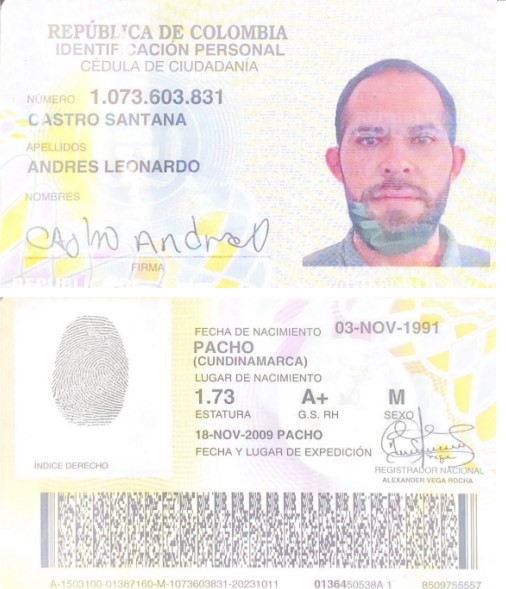 REPÚBLICA DE COLOMBIA
IDENTIFICACIÓN PERSONAL
CÉDULA DE CIUDADANÍA
NÚMERO 1.073.603.831
CASTRO SANTANA
APELLIDOS
ANDRES LEONARDO
NOMBRES
Castro Andres
FIRMA
FECHA DE NACIMIENTO 03-NOV-1991
PACHO
(CUNDINAMARCA)
LUGAR DE NACIMIENTO
1.73 A+ M
ESTATURA G.S. RH SEXO
18-NOV-2009 PACHO
FECHA Y LUGAR DE EXPEDICIÓN
INDICE DERECHO
REGISTRADOR NACIONAL
ALEXANDER VEGA ROCHA
A-1503100-01387160-M-1073603831-20231011 0136450538A 1 8509755557